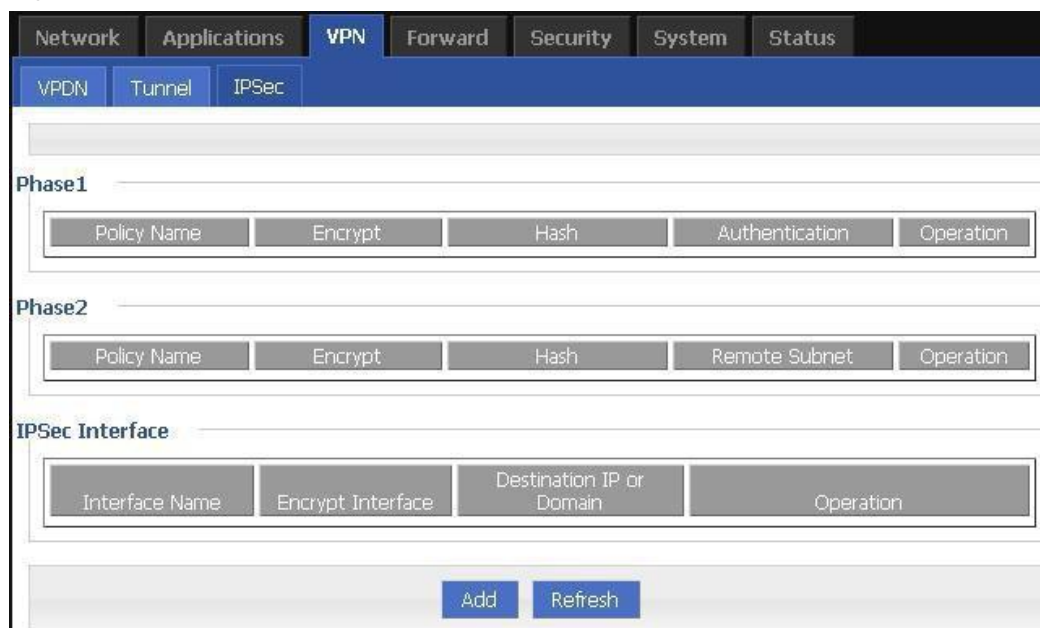 Network Applications VPN Forward Security System Status
VPDN Tunnel IPSec
Phase1
Policy Name Encrypt Hash Authentication Operation
Phase2
Policy Name Encrypt Hash Remote Subnet Operation
IPSec Interface
Interface Name Encrypt Interface Destination IP or Domain Operation
Add Refresh